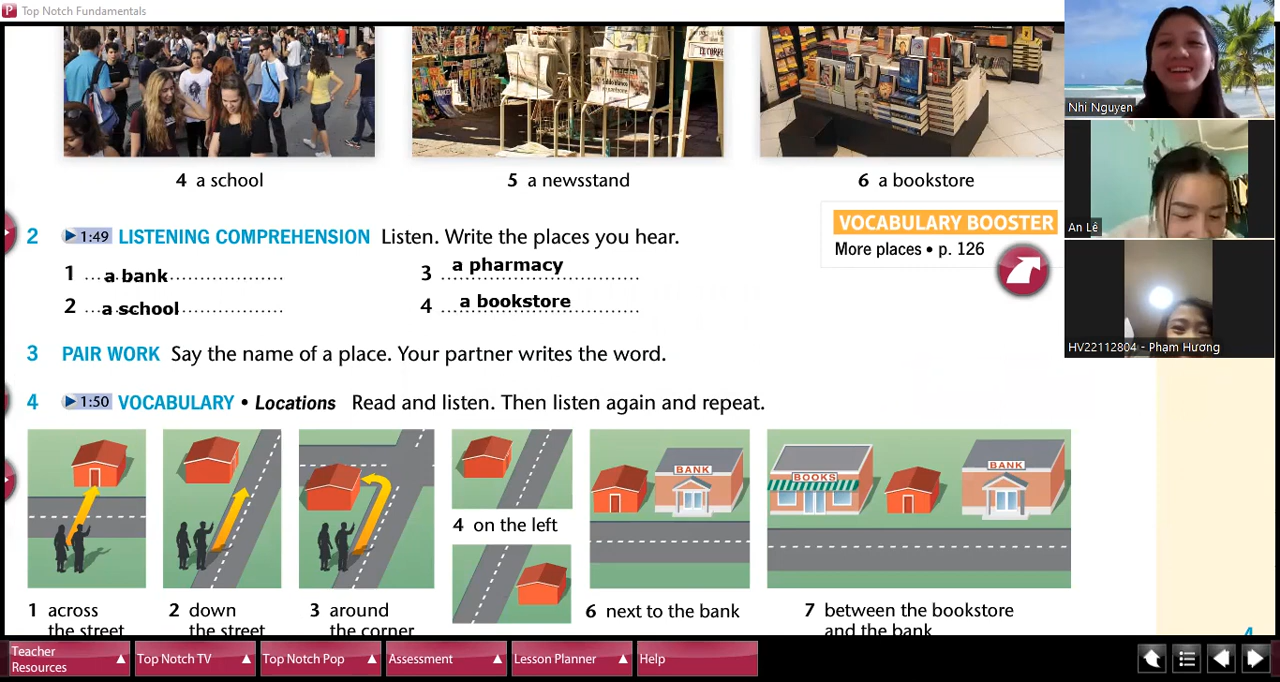 Top Notch Fundamentals
4 a school
5 a newsstand
6 a bookstore
2 1:49 LISTENING COMPREHENSION Listen. Write the places you hear.
1 a bank
3 a pharmacy
2 a school
4 a bookstore
VOCABULARY BOOSTER
More places • p. 126
3 PAIR WORK Say the name of a place. Your partner writes the word.
4 1:50 VOCABULARY • Locations Read and listen. Then listen again and repeat.
BANK
BOOKS
BANK
4 on the left
1 across
the street
2 down
the street
3 around
the corner
6 next to the bank
7 between the bookstore
and the bank
Nhi Nguyen
An Lê
HV22112804 - Phạm Hương
Teacher
Resources
Top Notch TV
Top Notch Pop
Assessment
Lesson Planner
Help